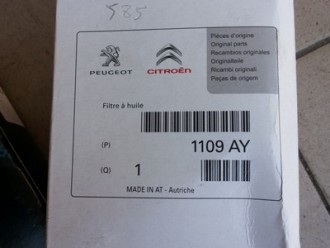 585
Pièces d'origine
Original parts
Recambios originales
Originalteile
Ricambi originali
Peças de origem
PEUGEOT CITROËN
Filtre à huile
(P) 1109 AY
(Q) 1
MADE IN AT - Autriche